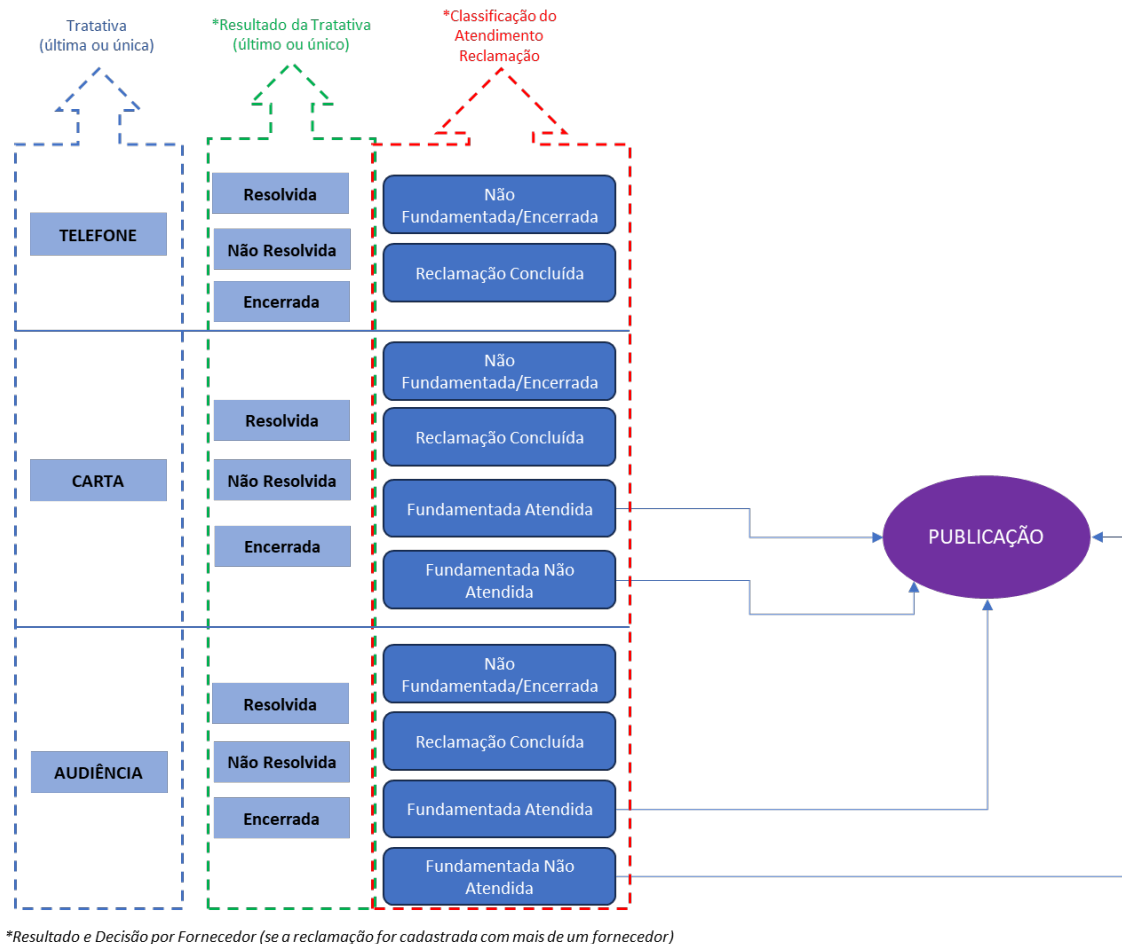 Tratativa
(última ou única)
*Resultado da Tratativa
(último ou único)
*Classificação do
Atendimento
Reclamação
TELEFONE
Resolvida
Não Resolvida
Encerrada
Não
Fundamentada/Encerrada
Reclamação Concluída
CARTA
Resolvida
Não Resolvida
Encerrada
Não
Fundamentada/Encerrada
Reclamação Concluída
Fundamentada Atendida
Fundamentada Não
Atendida
PUBLICAÇÃO
AUDIÊNCIA
Resolvida
Não Resolvida
Encerrada
Não
Fundamentada/Encerrada
Reclamação Concluída
Fundamentada Atendida
Fundamentada Não
Atendida
*Resultado e Decisão por Fornecedor (se a reclamação for cadastrada com mais de um fornecedor)